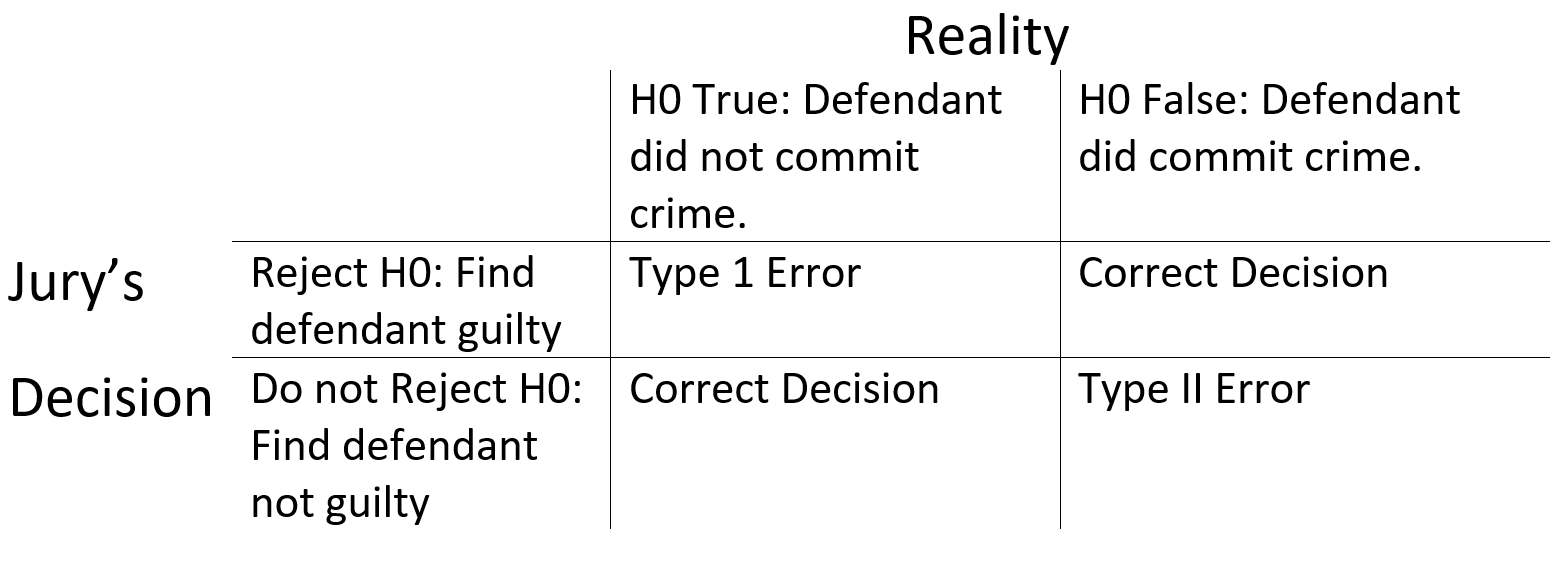 Reality
H0 True: Defendant
did not commit
crime.
H0 False: Defendant
did commit crime.
Jury’s
Reject H0: Find
defendant guilty
Type 1 Error
Correct Decision
Decision
Do not Reject H0:
Find defendant
not guilty
Correct Decision
Type II Error